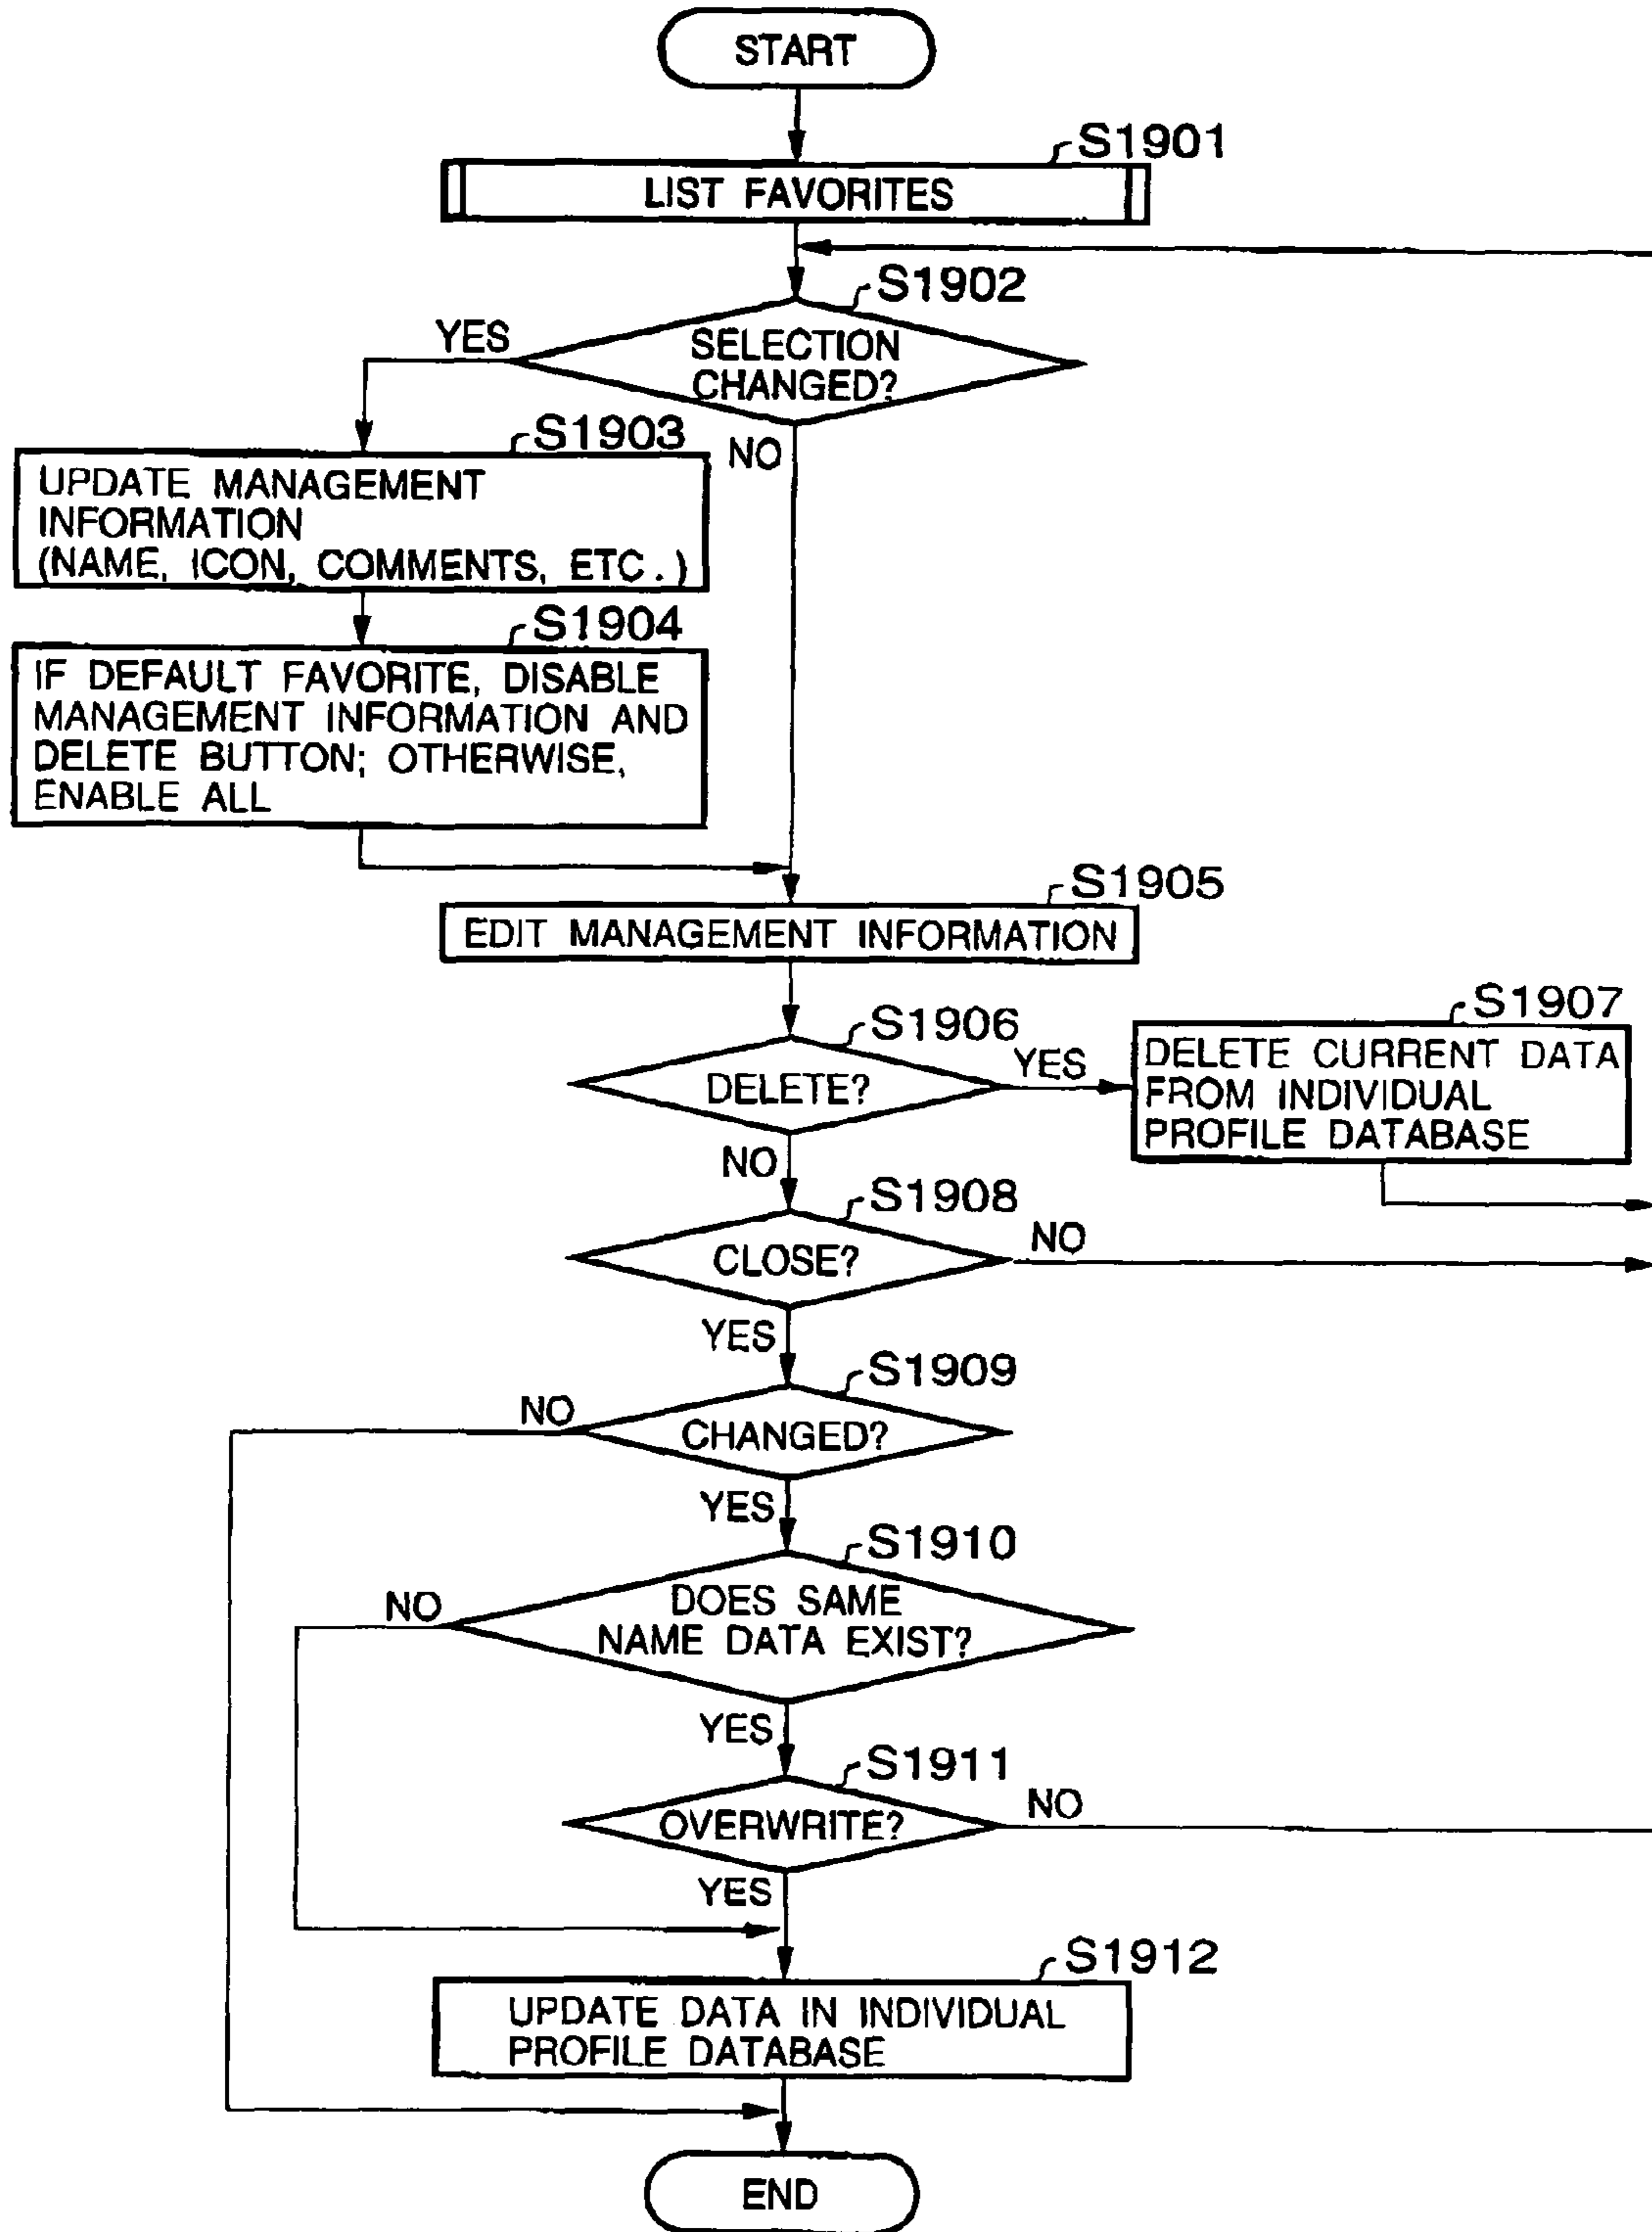 START
S1901
LIST FAVORITES
S1902
SELECTION
CHANGED?
YES
NO
S1903
UPDATE MANAGEMENT
INFORMATION
(NAME, ICON, COMMENTS, ETC.)
S1904
IF DEFAULT FAVORITE, DISABLE
MANAGEMENT INFORMATION AND
DELETE BUTTON; OTHERWISE,
ENABLE ALL
S1905
EDIT MANAGEMENT INFORMATION
S1906
DELETE?
YES
NO
S1907
DELETE CURRENT DATA
FROM INDIVIDUAL
PROFILE DATABASE
S1908
CLOSE?
NO
YES
S1909
CHANGED?
NO
YES
S1910
DOES SAME
NAME DATA EXIST?
NO
YES
S1911
OVERWRITE?
NO
YES
S1912
UPDATE DATA IN INDIVIDUAL
PROFILE DATABASE
END